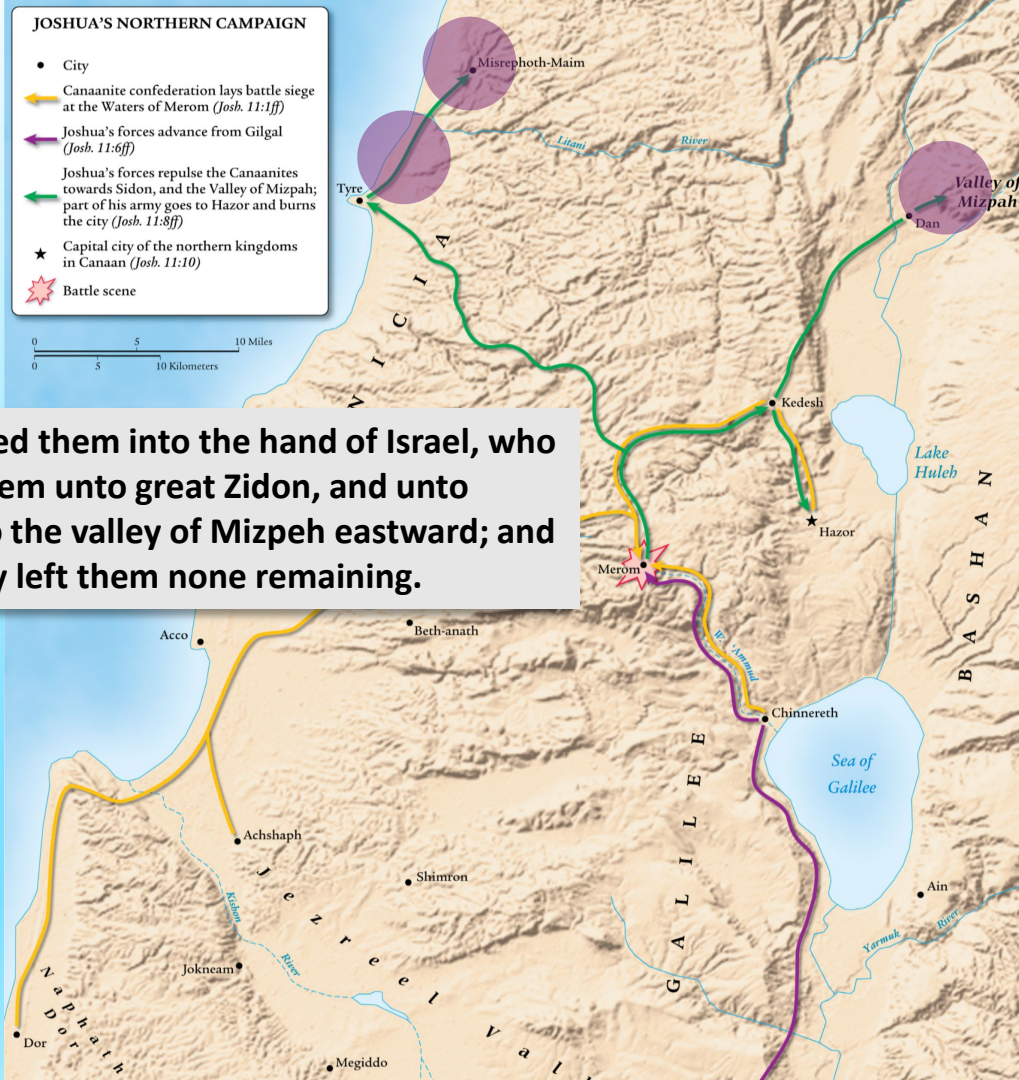 JOSHUA'S NORTHERN CAMPAIGN
City
Canaanite confederation lays battle siege
at the Waters of Merom (Josh. 11:1ff)
Joshua's forces advance from Gilgal
(Josh. 11:6ff)
Joshua's forces repulse the Canaanites
towards Sidon, and the Valley of Mizpah;
part of his army goes to Hazor and burns
the city (Josh. 11:8ff)
Capital city of the northern kingdoms
in Canaan (Josh. 11:10)
Battle scene
0 5 10 Miles
0 5 10 Kilometers
Misrephoth-Maim
Litani River
Tyre
Valley of
Mizpah
Dan
N I C I A
Kedesh
Lake
Huleh
Hazor
B A S H A N
ed them into the hand of Israel, who
em unto great Zidon, and unto
the valley of Mizpeh eastward; and
left them none remaining.
Merom
Acco
Beth-anath
W. 'Ammud
Chinnereth
Sea of
Galilee
G A L I L E E
Achshaph
Shimron
Ain
Jezreel
Kishon River
Yarmuk River
Jokneam
Naphath
Dor
Dor
Megiddo
V a l